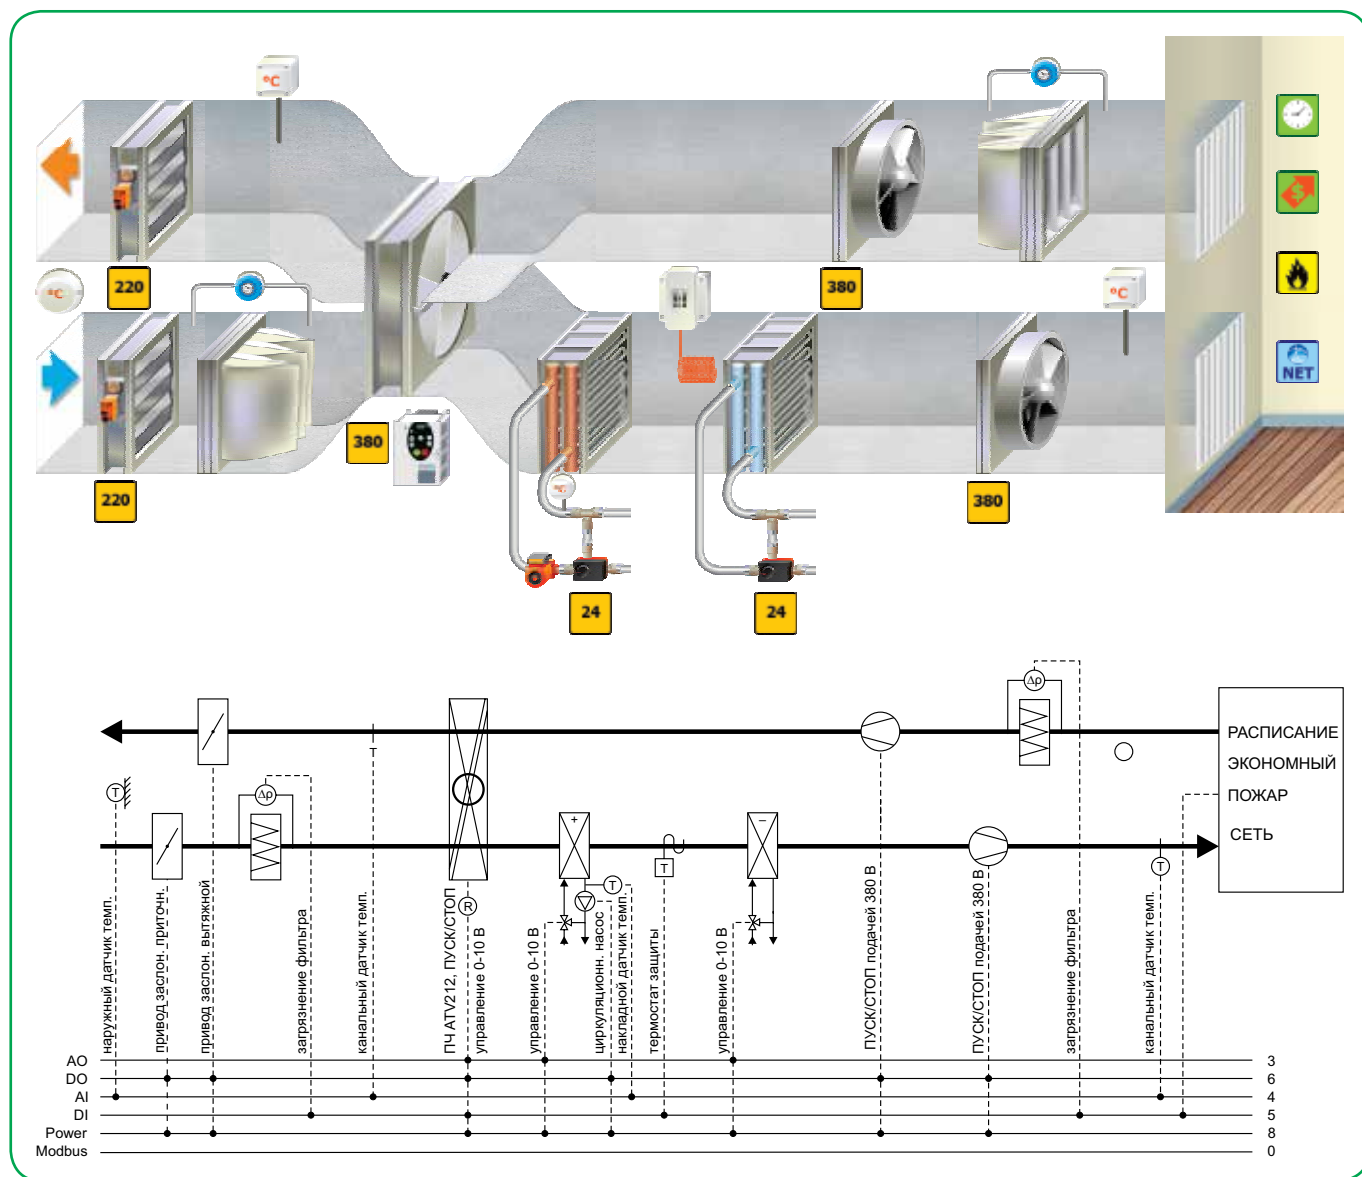 °C
220
°C
380
°C
NET
380
220
380
°C
24
24
Δp
РАСПИСАНИЕ
ЭКОНОМНЫЙ
ПОЖАР
СЕТЬ
T
T
Δp
+
–
T
T
T
R
наружный датчик темп.
привод заслон. приточн.
привод заслон. вытяжной
загрязнение фильтра
канальный датчик темп.
ПЧ ATV212, ПУСК/СТОП
управление 0-10 В
управление 0-10 В
циркуляционн. насос
накладной датчик темп.
термостат защиты
управление 0-10 В
ПУСК/СТОП подачей 380 В
ПУСК/СТОП подачей 380 В
загрязнение фильтра
канальный датчик темп.
AO 3
DO 6
AI 4
DI 5
Power 8
Modbus 0